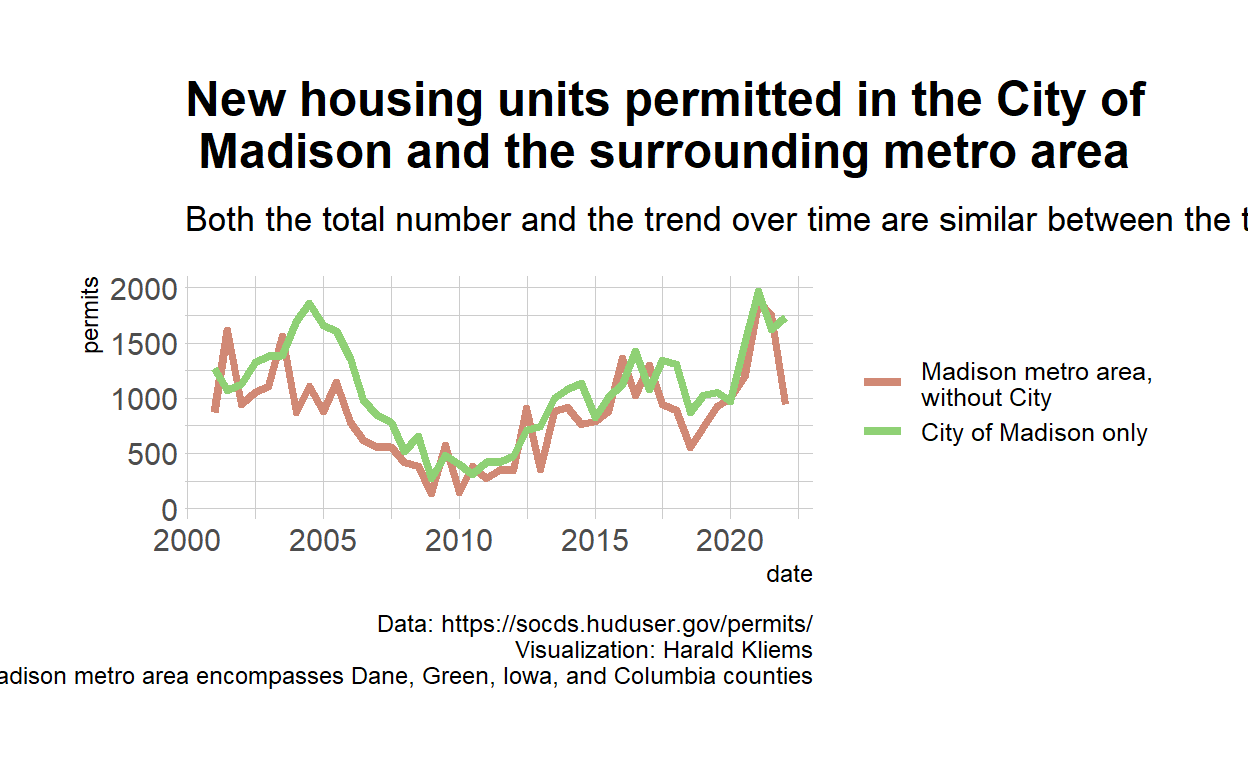 New housing units permitted in the City of
Madison and the surrounding metro area
Both the total number and the trend over time are similar between the
permits
2000
1500
1000
500
0
2000 2005 2010 2015 2020
date
Madison metro area,
without City
City of Madison only
Data: https://socds.huduser.gov/permits/
Visualization: Harald Kliems
adison metro area encompasses Dane, Green, Iowa, and Columbia counties